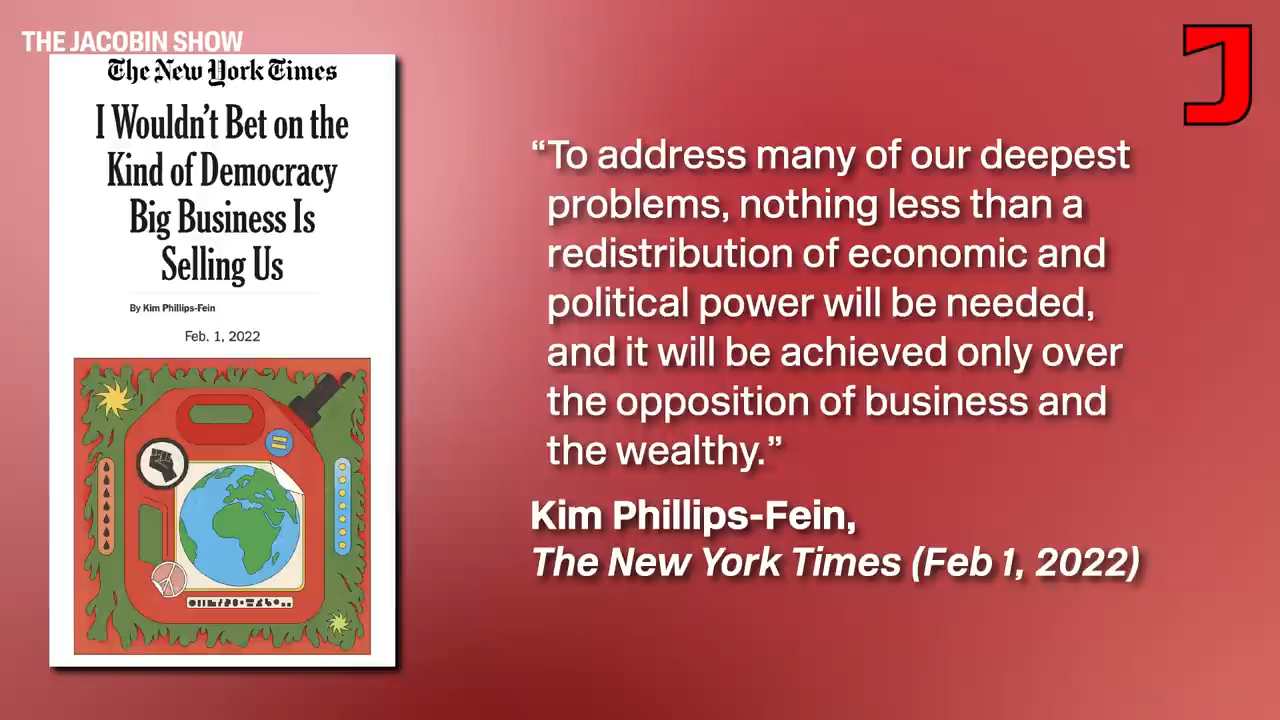 THE JACOBIN SHOW
The New York Times
I Wouldn't Bet on the
Kind of Democracy
Big Business Is
Selling Us
By Kim Phillips-Fein
Feb. 1, 2022
J
“To address many of our deepest
problems, nothing less than a
redistribution of economic and
political power will be needed,
and it will be achieved only over
the opposition of business and
the wealthy.”
Kim Phillips-Fein,
The New York Times (Feb 1, 2022)